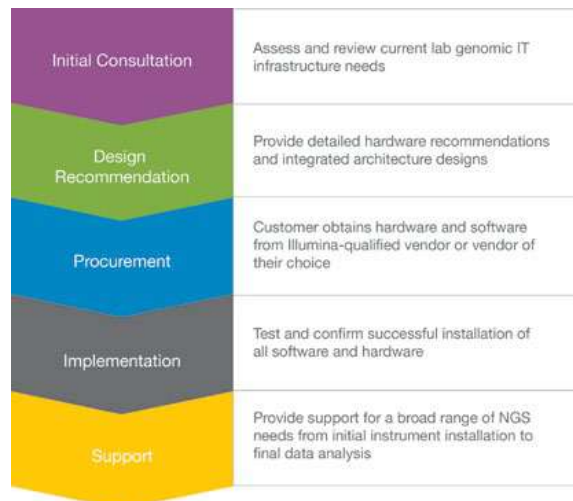 Initial Consultation
Assess and review current lab genomic IT
infrastructure needs
Design
Recommendation
Provide detailed hardware recommendations
and integrated architecture designs
Procurement
Customer obtains hardware and software
from Illumina-qualified vendor or vendor of
their choice
Implementation
Test and confirm successful installation of
all software and hardware
Support
Provide support for a broad range of NGS
needs from initial instrument installation to
final data analysis